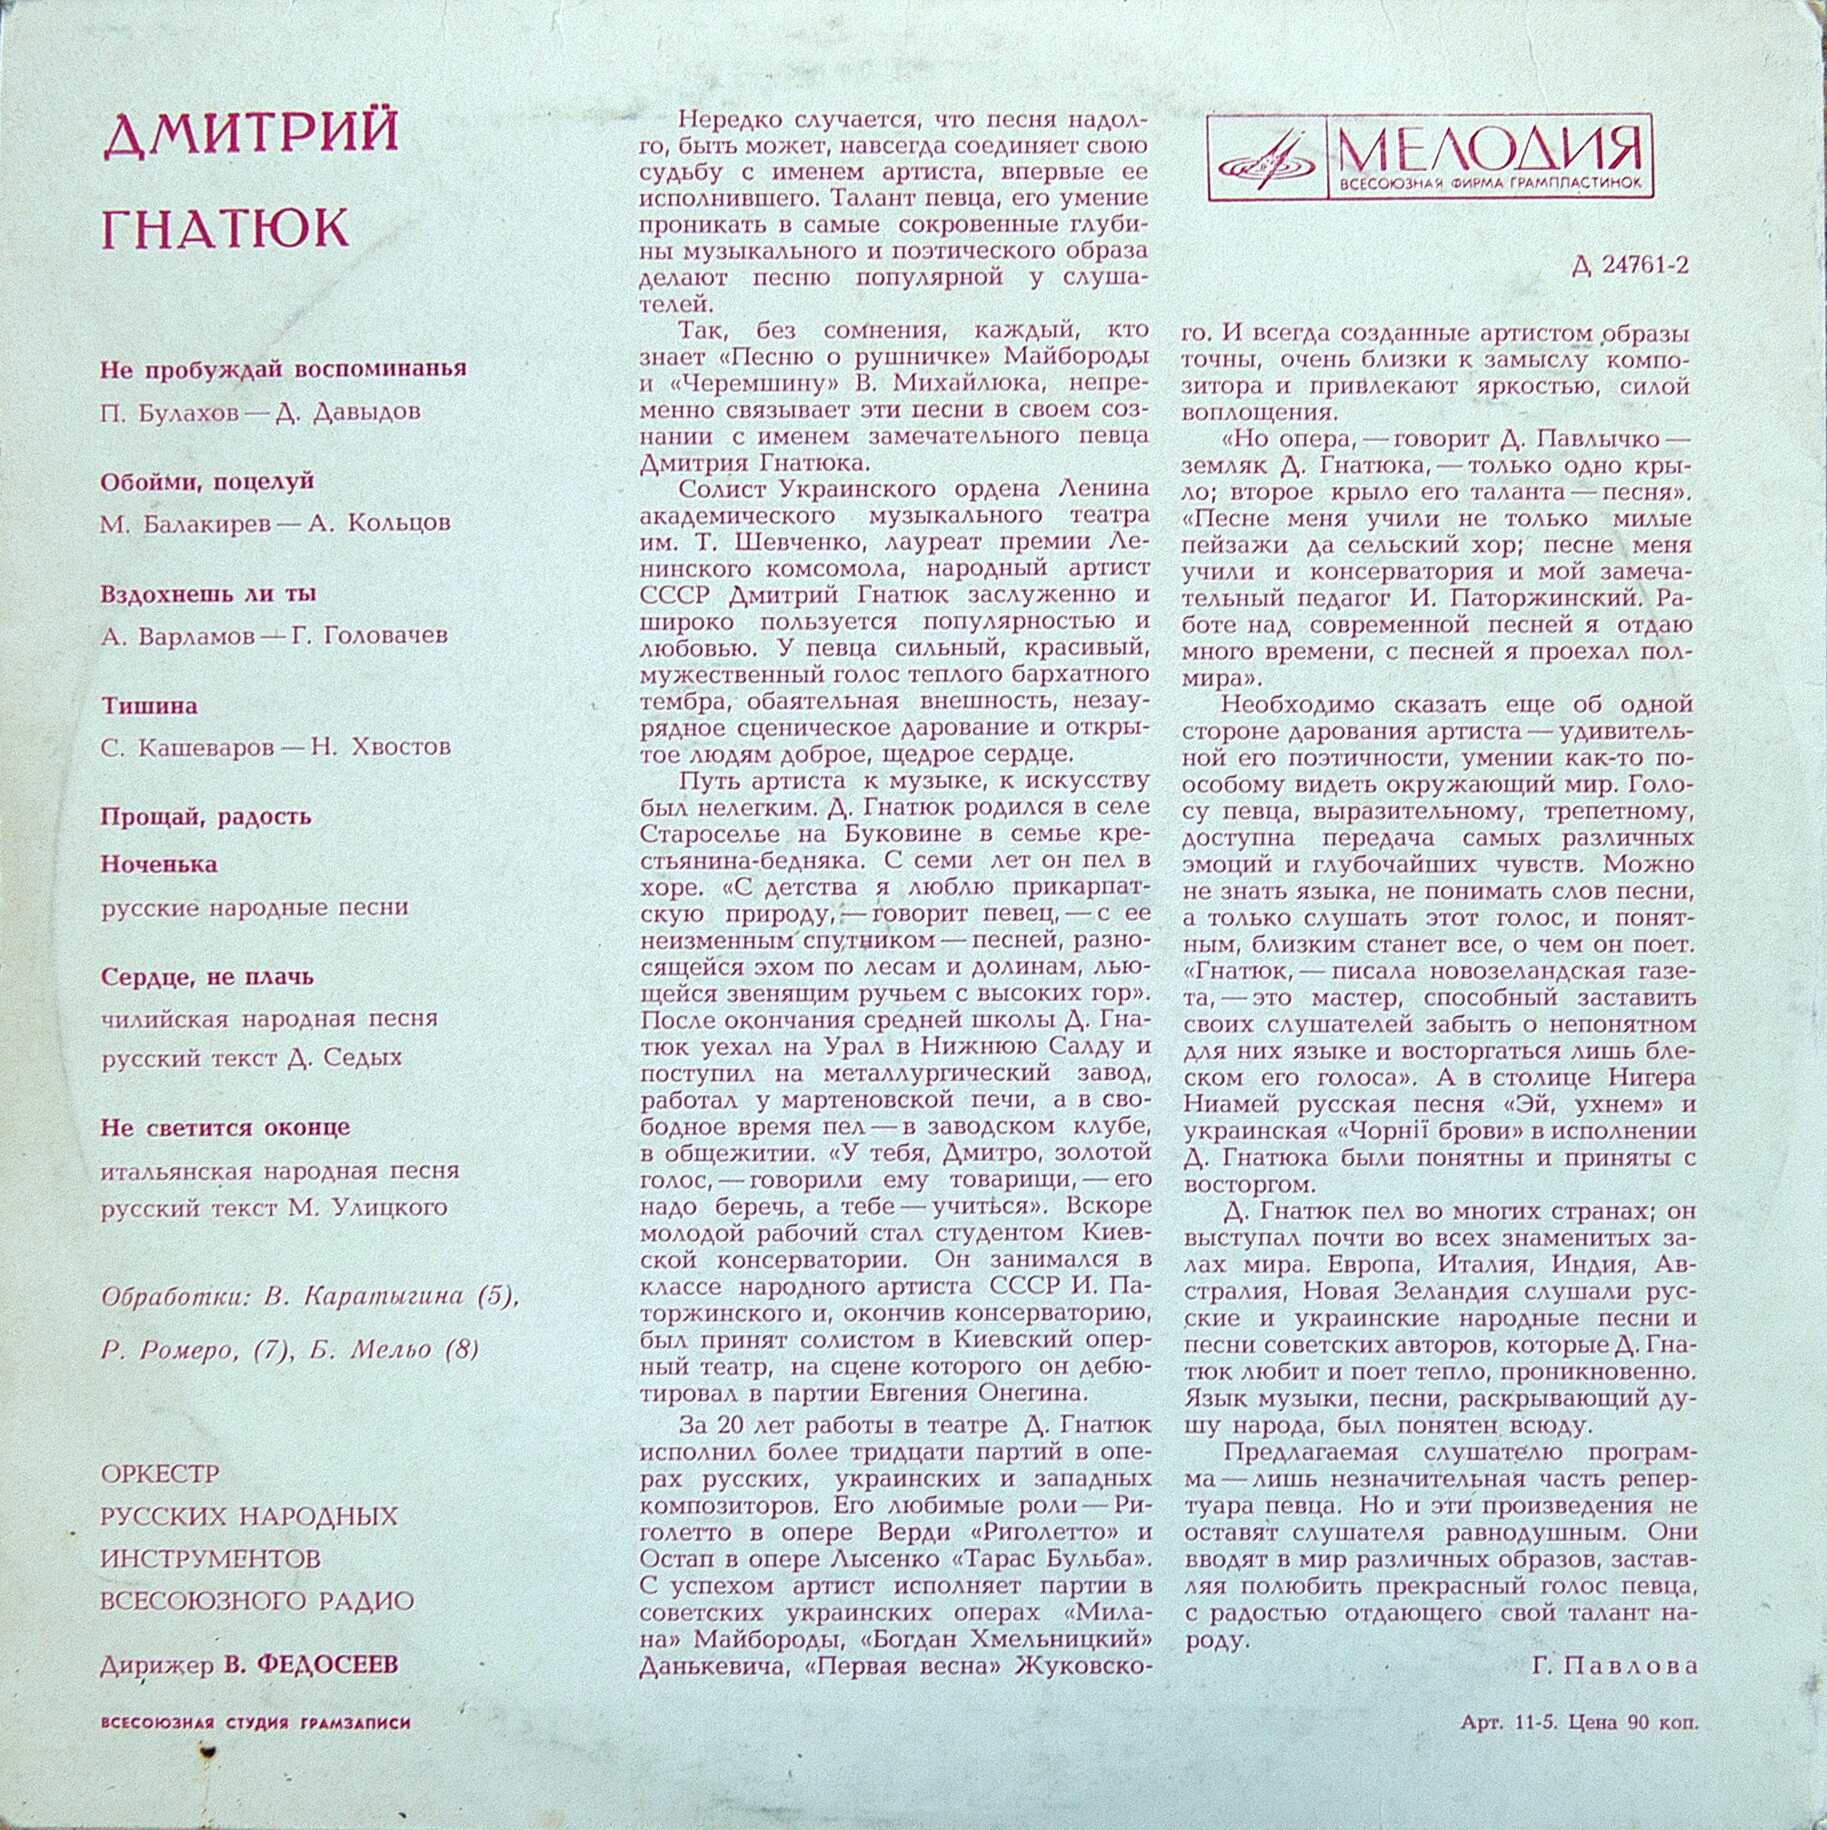 ДМИТРИЙ
ГНАТЮК
Не пробуждай воспоминанья
П. Булахов — Д. Давыдов
Обойми, поцелуй
М. Балакирев — А. Кольцов
Вздохнешь ли ты
А. Варламов — Г. Головачев
Тишина
С. Кашеваров — Н. Хвостов
Прощай, радость
Ноченька
русские народные песни
Сердце, не плачь
чилийская народная песня
русский текст Д. Седых
Не светится оконце
итальянская народная песня
русский текст М. Улицкого
Обработки: В. Каратыгина (5),
Р. Ромеро, (7), Б. Мельо (8)
ОРКЕСТР
РУССКИХ НАРОДНЫХ
ИНСТРУМЕНТОВ
ВСЕСОЮЗНОГО РАДИО
Дирижер В. ФЕДОСЕЕВ
ВСЕСОЮЗНАЯ СТУДИЯ ГРАМЗАПИСИ
Нередко случается, что песня надол-
го, быть может, навсегда соединяет свою
судьбу с именем артиста, впервые ее
исполнившего. Талант певца, его умение
проникать в самые сокровенные глуби-
ны музыкального и поэтического образа
делают песню популярной у слуша-
телей.
Так, без сомнения, каждый, кто
знает «Песню о рушничке» Майбороды
и «Черемшину» В. Михайлюка, непре-
менно связывает эти песни в своем соз-
нании с именем замечательного певца
Дмитрия Гнатюка.
Солист Украинского ордена Ленина
академического музыкального театра
им. Т. Шевченко, лауреат премии Ле-
нинского комсомола, народный артист
СССР Дмитрий Гнатюк заслуженно и
широко пользуется популярностью и
любовью. У певца сильный, красивый,
мужественный голос теплого бархатного
тембра, обаятельная внешность, незау-
рядное сценическое дарование и откры-
тое людям доброе, щедрое сердце.
Путь артиста к музыке, к искусству
был нелегким. Д. Гнатюк родился в селе
Староселье на Буковине в семье кре-
стьянина-бедняка. С семи лет он пел в
хоре. «С детства я люблю прикарпат-
скую природу, — говорит певец, — с ее
неизменным спутником — песней, разно-
сящейся эхом по лесам и долинам, лью-
щейся звенящим ручьем с высоких гор».
После окончания средней школы Д. Гна-
тюк уехал на Урал в Нижнюю Салду и
поступил на металлургический завод,
работал у мартеновской печи, а в сво-
бодное время пел — в заводском клубе,
в общежитии. «У тебя, Дмитро, золотой
голос, — говорили ему товарищи, — его
надо беречь, а тебе — учиться». Вскоре
молодой рабочий стал студентом Киев-
ской консерватории. Он занимался в
классе народного артиста СССР И. Па-
торжинского и, окончив консерваторию,
был принят солистом в Киевский опер-
ный театр, на сцене которого он дебю-
тировал в партии Евгения Онегина.
За 20 лет работы в театре Д. Гнатюк
исполнил более тридцати партий в опе-
рах русских, украинских и западных
композиторов. Его любимые роли — Ри-
голетто в опере Верди «Риголетто» и
Остап в опере Лысенко «Тарас Бульба».
С успехом артист исполняет партии в
советских украинских операх «Мила-
на» Майбороды, «Богдан Хмельницкий»
Данькевича, «Первая весна» Жуковско-
МЕЛОДИЯ
ВСЕСОЮЗНАЯ ФИРМА ГРАМПЛАСТИНОК
Д 24761-2
го. И всегда созданные артистом образы
точны, очень близки к замыслу компо-
зитора и привлекают яркостью, силой
воплощения.
«Но опера, — говорит Д. Павлычко —
земляк Д. Гнатюка, — только одно кры-
ло; второе крыло его таланта — песня».
«Песне меня учили не только милые
пейзажи да сельский хор; песне меня
учили и консерватория и мой замеча-
тельный педагог И. Паторжинский. Ра-
боте над современной песней я отдаю
много времени, с песней я проехал пол-
мира».
Необходимо сказать еще об одной
стороне дарования артиста — удивитель-
ной его поэтичности, умении как-то по-
особому видеть окружающий мир. Голо-
су певца, выразительному, трепетному,
доступна передача самых различных
эмоций и глубочайших чувств. Можно
не знать языка, не понимать слов песни,
а только слушать этот голос, и понят-
ным, близким станет все, о чем он поет.
«Гнатюк, — писала новозеландская газе-
та, — это мастер, способный заставить
своих слушателей забыть о непонятном
для них языке и восторгаться лишь бле-
ском его голоса». А в столице Нигера
Ниамей русская песня «Эй, ухнем» и
украинская «Чорнії брови» в исполнении
Д. Гнатюка были понятны и приняты с
восторгом.
Д. Гнатюк пел во многих странах; он
выступал почти во всех знаменитых за-
лах мира. Европа, Италия, Индия, Ав-
стралия, Новая Зеландия слушали рус-
ские и украинские народные песни и
песни советских авторов, которые Д. Гна-
тюк любит и поет тепло, проникновенно.
Язык музыки, песни, раскрывающий ду-
шу народа, был понятен всюду.
Предлагаемая слушателю програм-
ма — лишь незначительная часть репер-
туара певца. Но и эти произведения не
оставят слушателя равнодушным. Они
вводят в мир различных образов, застав-
ляя полюбить прекрасный голос певца,
с радостью отдающего свой талант на-
роду.
Г. Павлова
Арт. 11-5. Цена 90 коп.